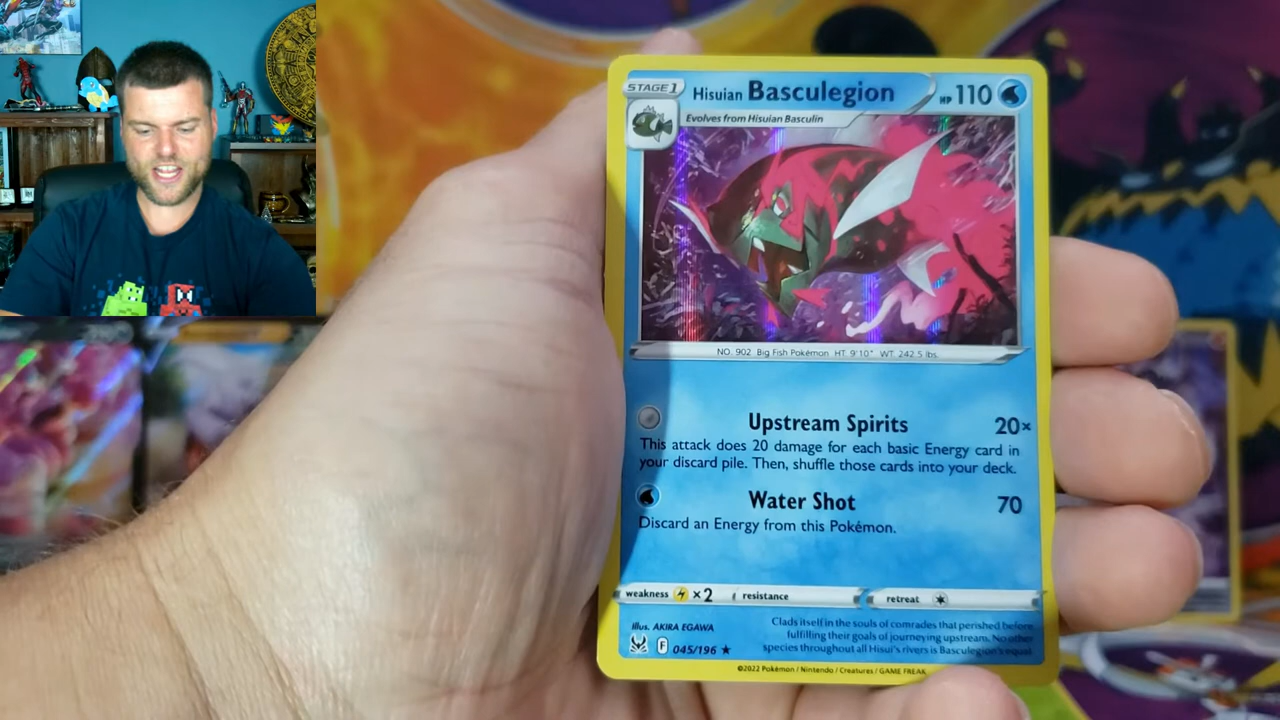 STAGE 1
Hisuian Basculegion
HP 110
Evolves from Hisuian Basculin
NO. 902 Big Fish Pokémon HT 9'10" WT 242.5 lbs.
Upstream Spirits 20×
This attack does 20 damage for each basic Energy card in
your discard pile. Then, shuffle those cards into your deck.
Water Shot 70
Discard an Energy from this Pokémon.
weakness ×2 resistance retreat
Illus. AKIRA EGAWA
Clads itself in the souls of comrades that perished before
fulfilling their goals of journeying upstream. No other
species throughout all Hisui's rivers is Basculegion's equal.
F 045/196 ★
©2022 Pokémon / Nintendo / Creatures / GAME FREAK